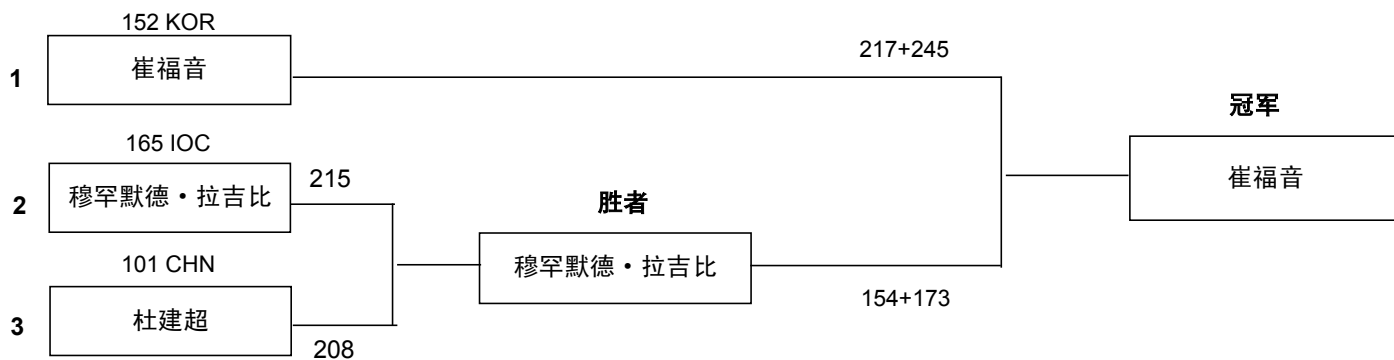 152 KOR
1
崔福音
217+245
冠军
崔福音
165 IOC
2
穆罕默德・拉吉比
215
胜者
穆罕默德・拉吉比
154+173
101 CHN
3
杜建超
208